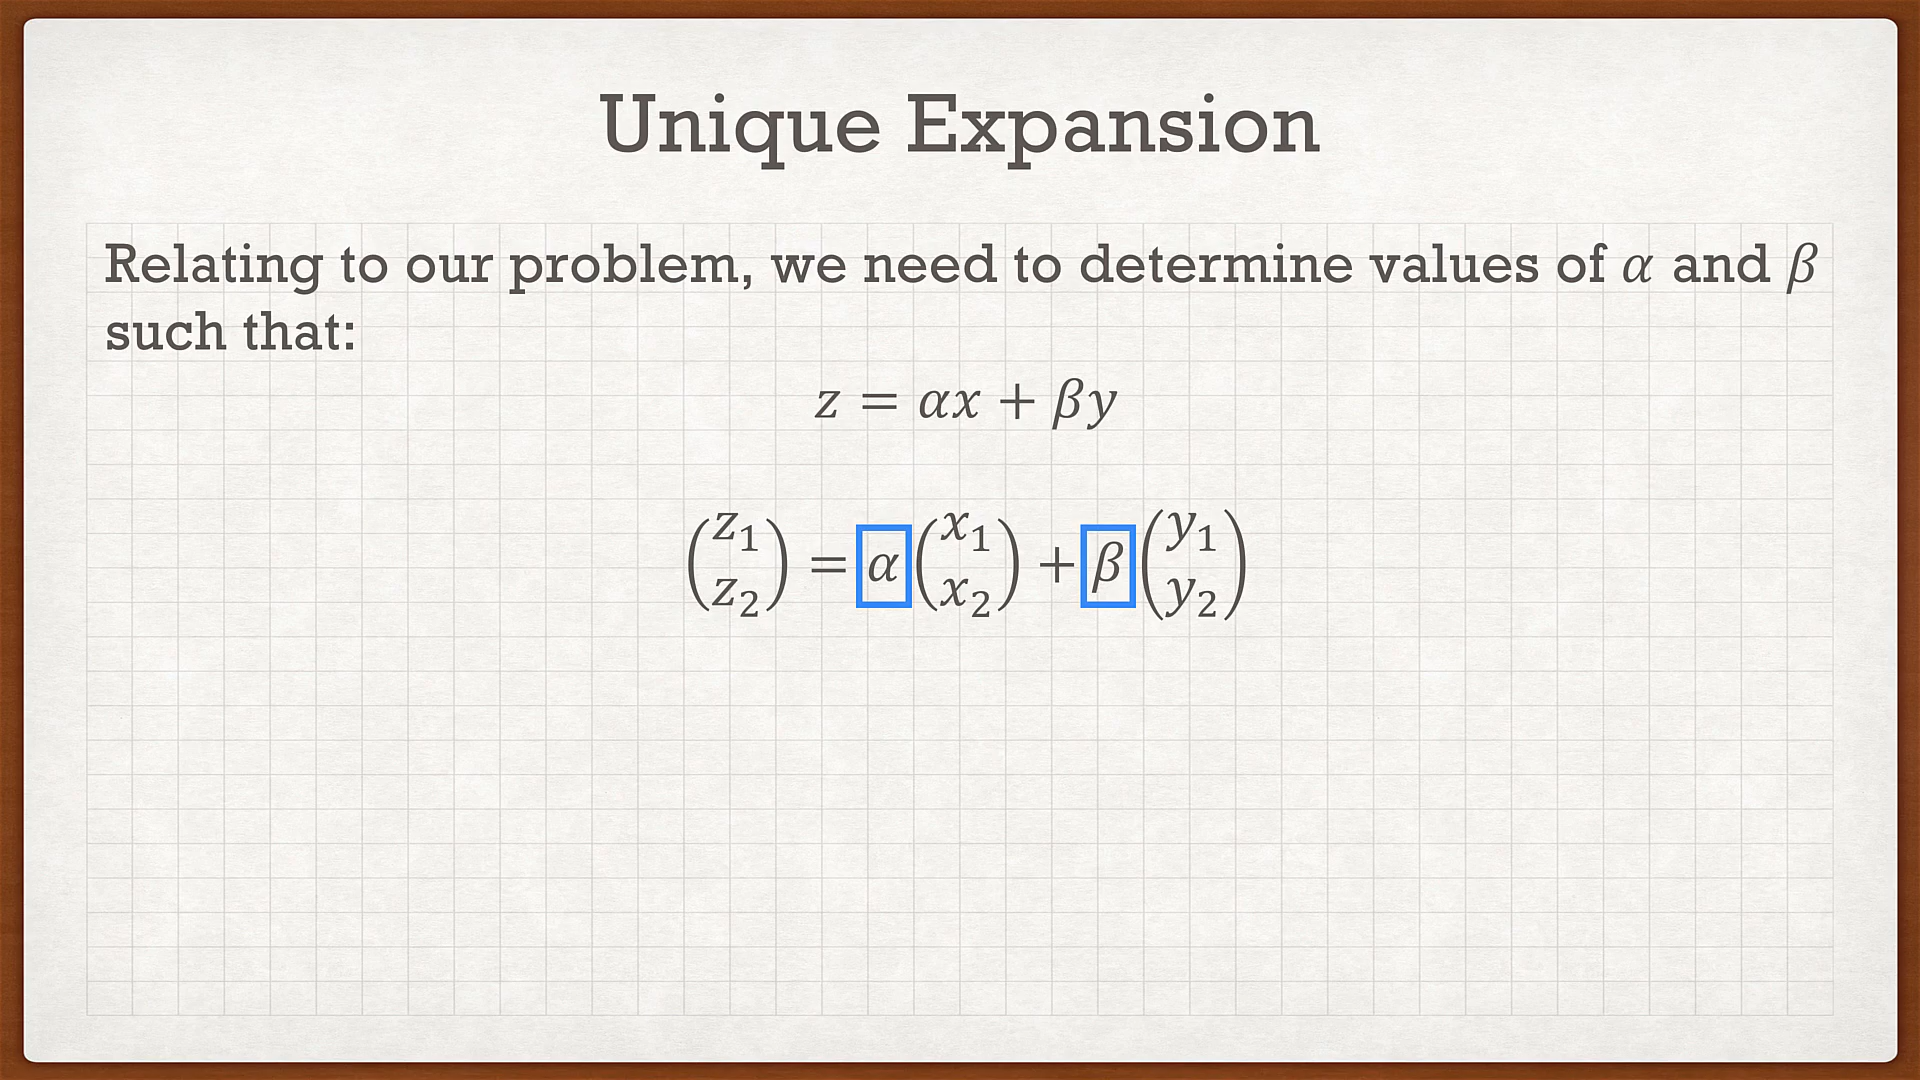 Unique Expansion
Relating to our problem, we need to determine values of α and β
such that:
z = αx + βy
(z₁ z₂) = α (x₁ x₂) + β (y₁ y₂)